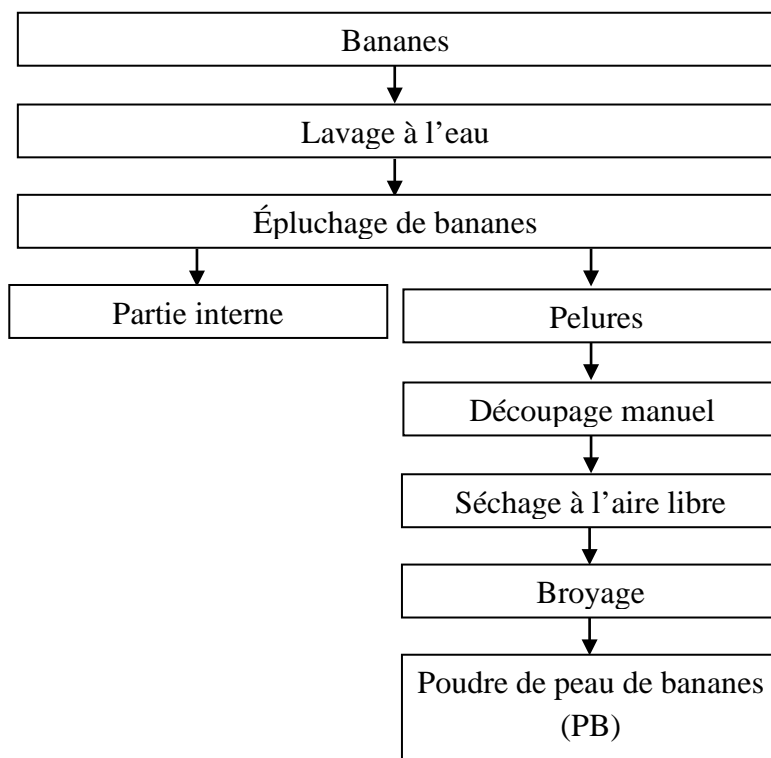 Bananes
Lavage à l’eau
Épluchage de bananes
Partie interne
Pelures
Découpage manuel
Séchage à l’aire libre
Broyage
Poudre de peau de bananes
(PB)